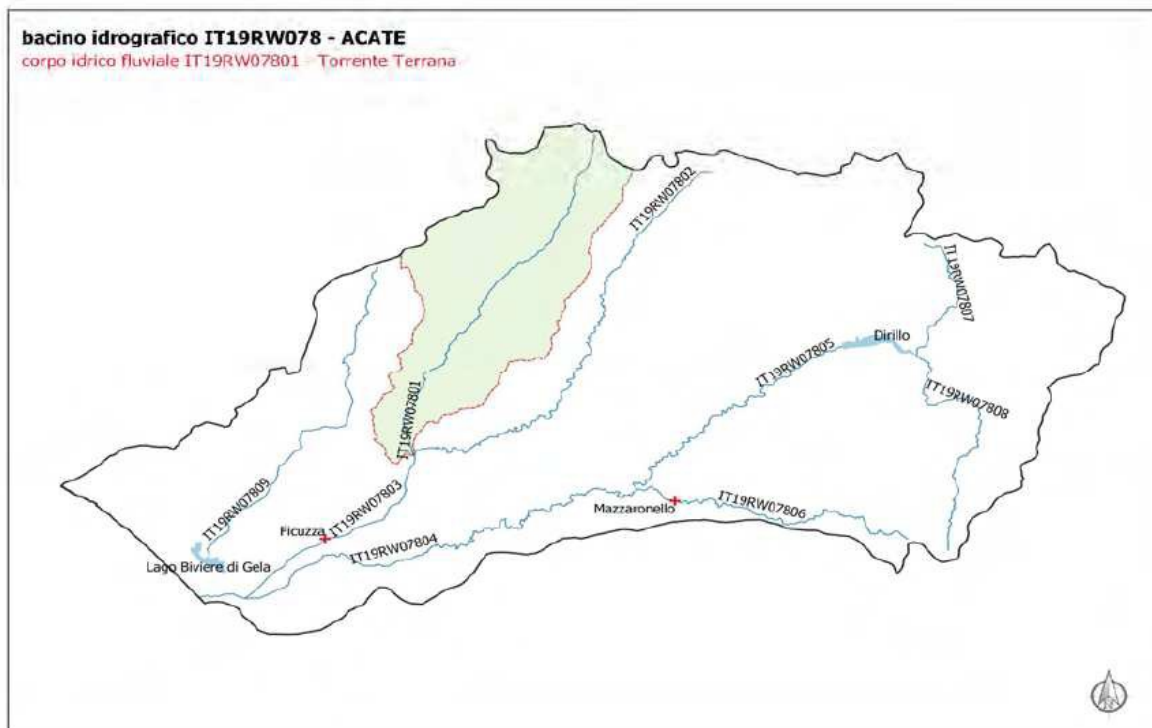 bacino idrografico IT19RW078 - ACATE
corpo idrico fluviale IT19RW07801 - Torrente Terrana
IT19RW07802
IT19RW07807
Dirillo
IT19RW07805
IT19RW07808
IT19RW07801
IT19RW07809
Ficuzza
IT19RW07803
Mazzaronello
IT19RW07806
IT19RW07804
Lago Biviere di Gela